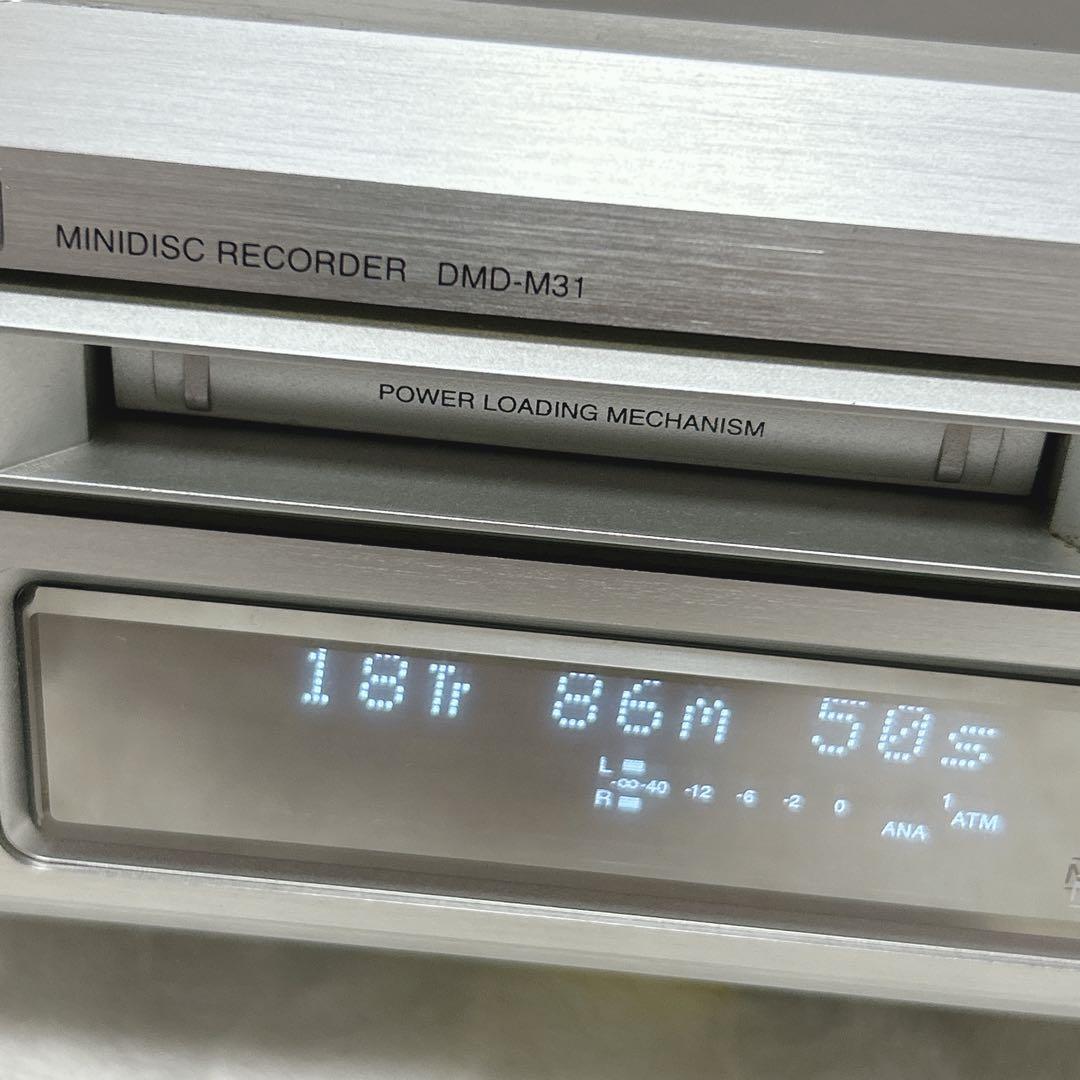 MINIDISC RECORDER DMD-M31
POWER LOADING MECHANISM
18Tr 86m 50s
L
-∞ -40 -12 -6 -2 0
R
1
ANA ATM